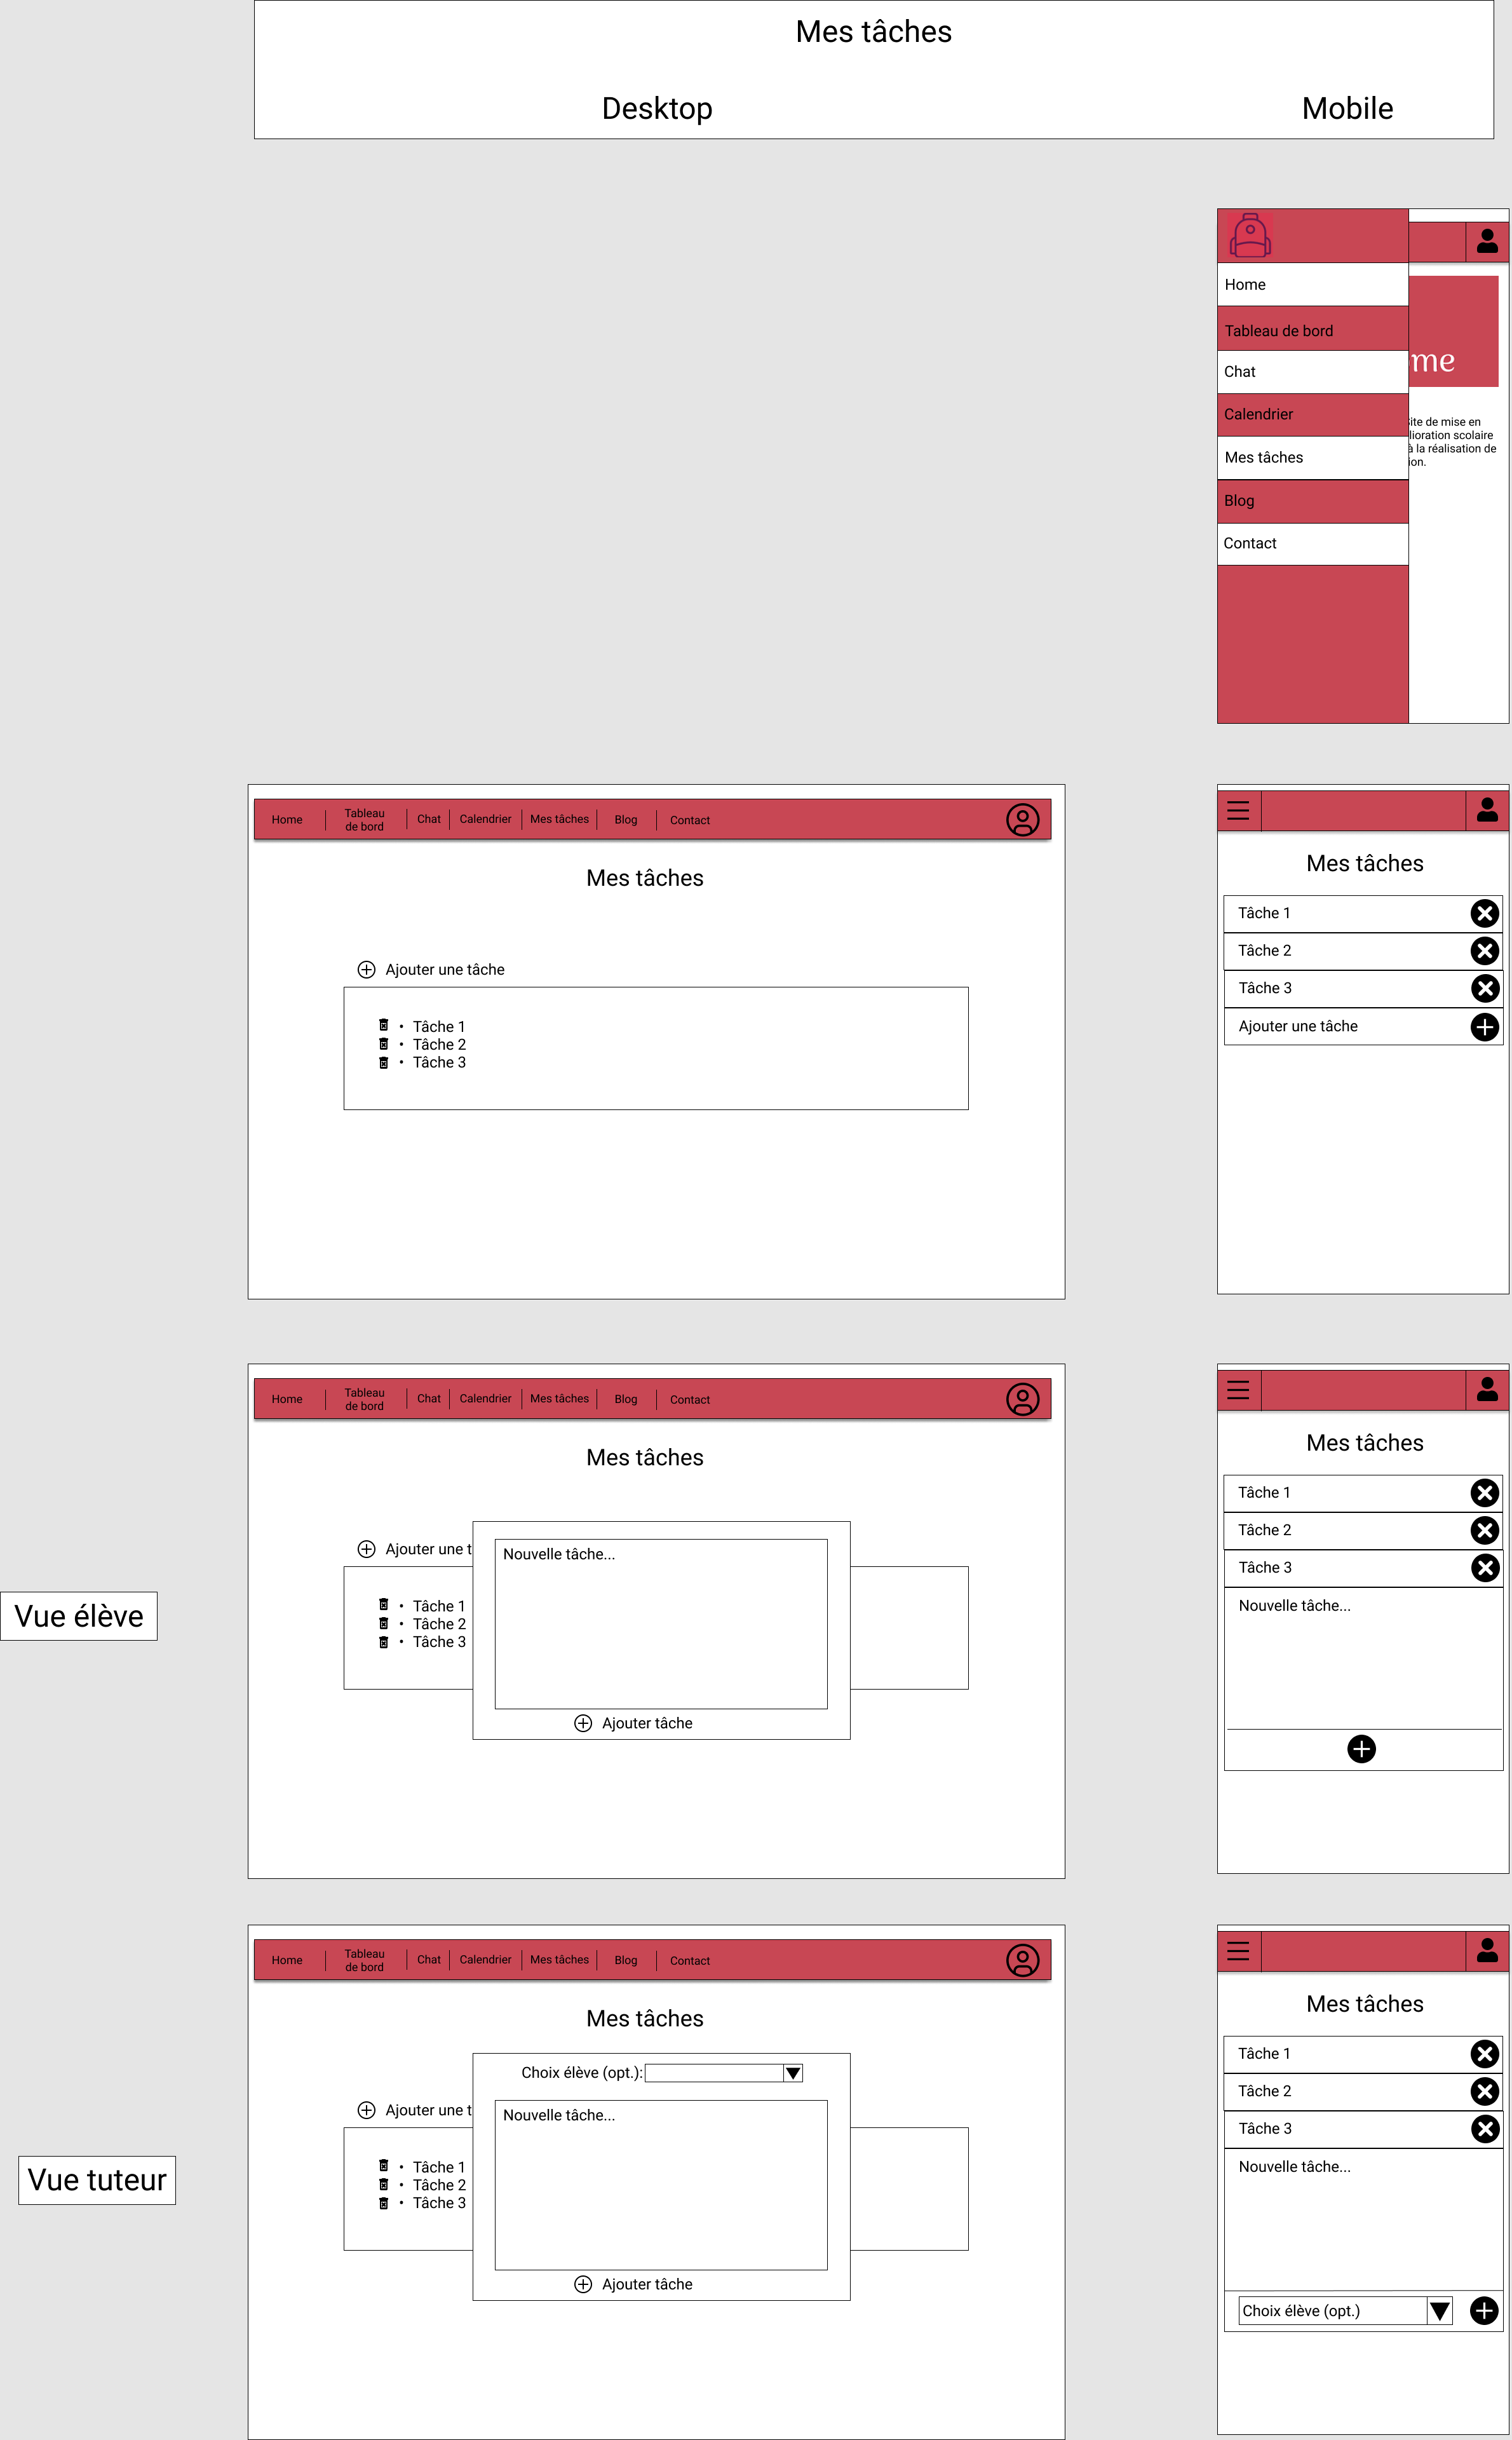 Mes tâches
Desktop
Mobile
Home
Tableau de bord
Chat
Calendrier
Mes tâches
Blog
Contact
ome
Site de mise en
lioration scolaire
à la réalisation de
ion.
Home
Tableau
de bord
Chat
Calendrier
Mes tâches
Blog
Contact
Mes tâches
Ajouter une tâche
• Tâche 1
• Tâche 2
• Tâche 3
Mes tâches
Tâche 1
Tâche 2
Tâche 3
Ajouter une tâche
Vue élève
Home
Tableau
de bord
Chat
Calendrier
Mes tâches
Blog
Contact
Mes tâches
Ajouter une t
• Tâche 1
• Tâche 2
• Tâche 3
Nouvelle tâche...
Ajouter tâche
Mes tâches
Tâche 1
Tâche 2
Tâche 3
Nouvelle tâche...
Vue tuteur
Home
Tableau
de bord
Chat
Calendrier
Mes tâches
Blog
Contact
Mes tâches
Choix élève (opt.):
Ajouter une t
• Tâche 1
• Tâche 2
• Tâche 3
Nouvelle tâche...
Ajouter tâche
Mes tâches
Tâche 1
Tâche 2
Tâche 3
Nouvelle tâche...
Choix élève (opt.)